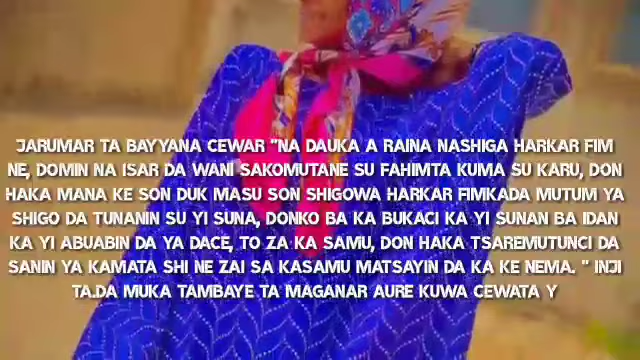 JARUMAR TA BAYYANA CEWAR "NA DAUKA A RAINA NASHIGA HARKAR FIM
NE, DOMIN NA ISAR DA WANI SAKOMUTANE SU FAHIMTA KUMA SU KARU, DON
HAKA MANA KE SON DUK MASU SON SHIGOWA HARKAR FIMKADA MUTUM YA
SHIGO DA TUNANIN SU YI SUNA, DONKO BA KA BUKACI KA YI SUNAN BA IDAN
KA YI ABUABIN DA YA DACE, TO ZA KA SAMU, DON HAKA TSAREMUTUNCI DA
SANIN YA KAMATA SHI NE ZAI SA KASAMU MATSAYIN DA KA KE NEMA. " INJI
TA.DA MUKA TAMBAYE TA MAGANAR AURE KUWA CEWATA Y